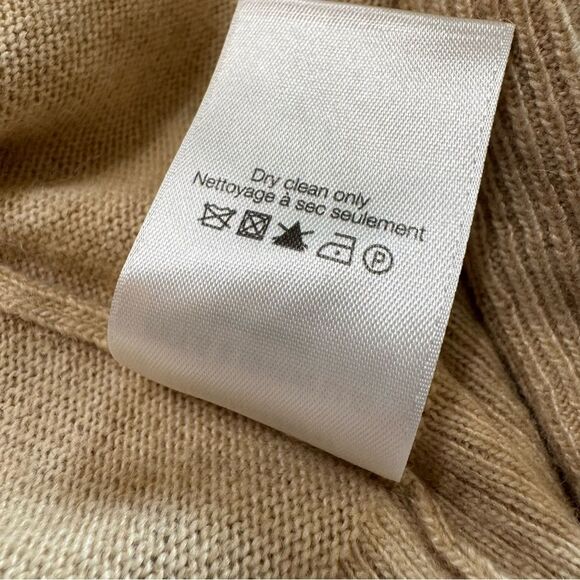 Dry clean only
Nettoyage à sec seulement
P